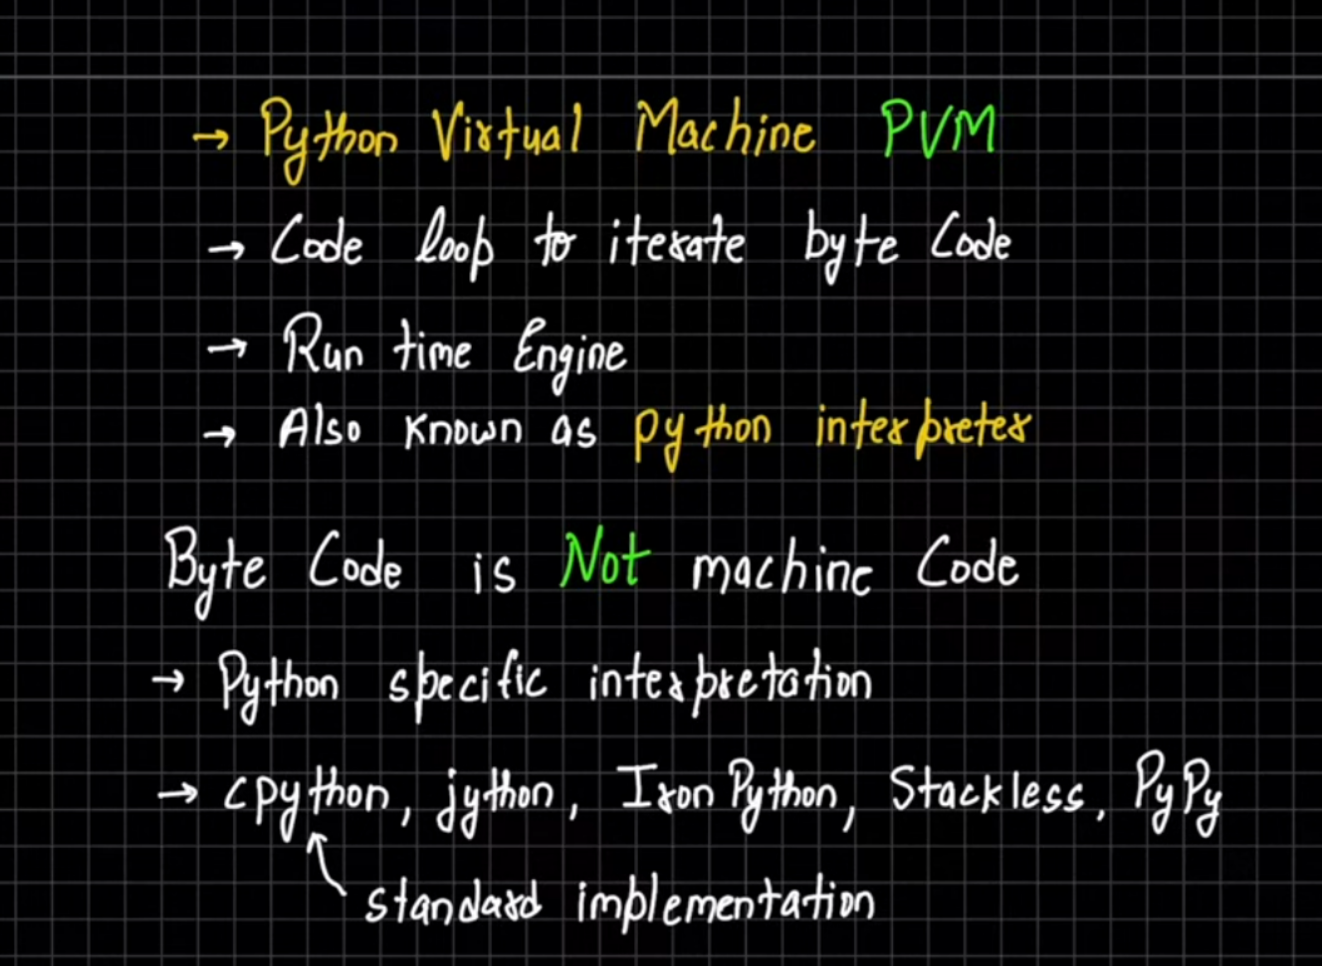 → Python Virtual Machine PVM
→ Code loop to iterate byte Code
→ Run time Engine
→ Also known as python interpreter
Byte Code is Not machine Code
→ Python specific interpretation
→ cpython, jython, Iron Python, Stackless, PyPy
standard implementation